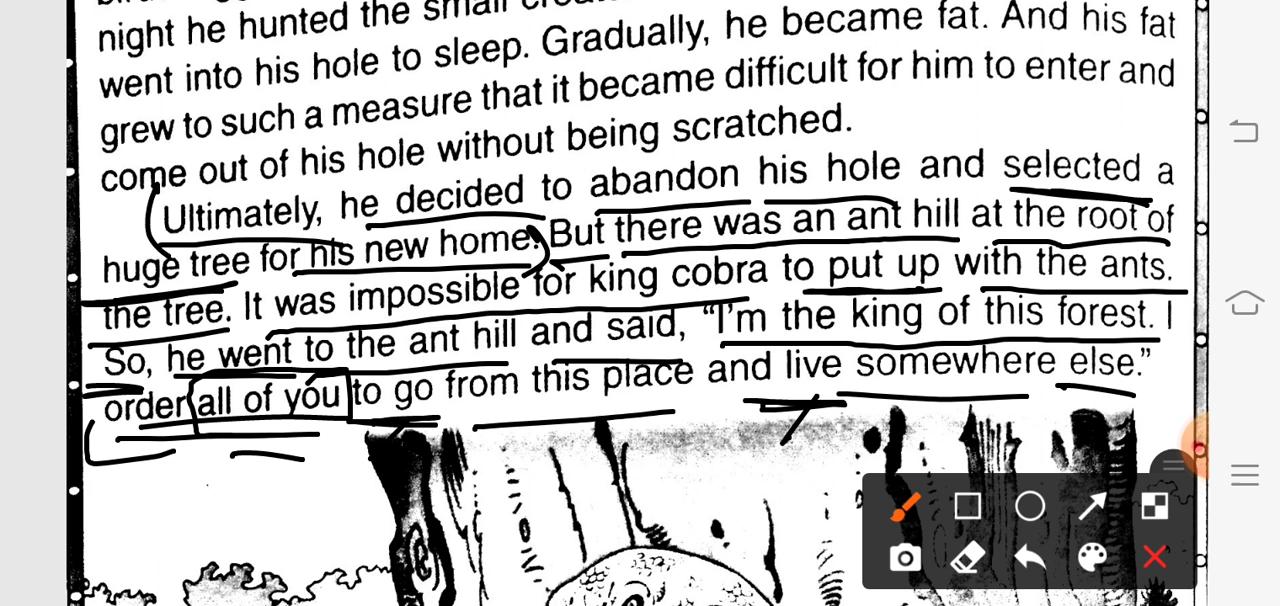 night he hunted the small
went into his hole to sleep. Gradually, he became fat. And his fat
grew to such a measure that it became difficult for him to enter and
come out of his hole without being scratched.
Ultimately, he decided to abandon his hole and selected a
huge tree for his new home. But there was an ant hill at the root of
the tree. It was impossible for king cobra to put up with the ants.
So, he went to the ant hill and said, “I'm the king of this forest. I
order all of you to go from this place and live somewhere else.”